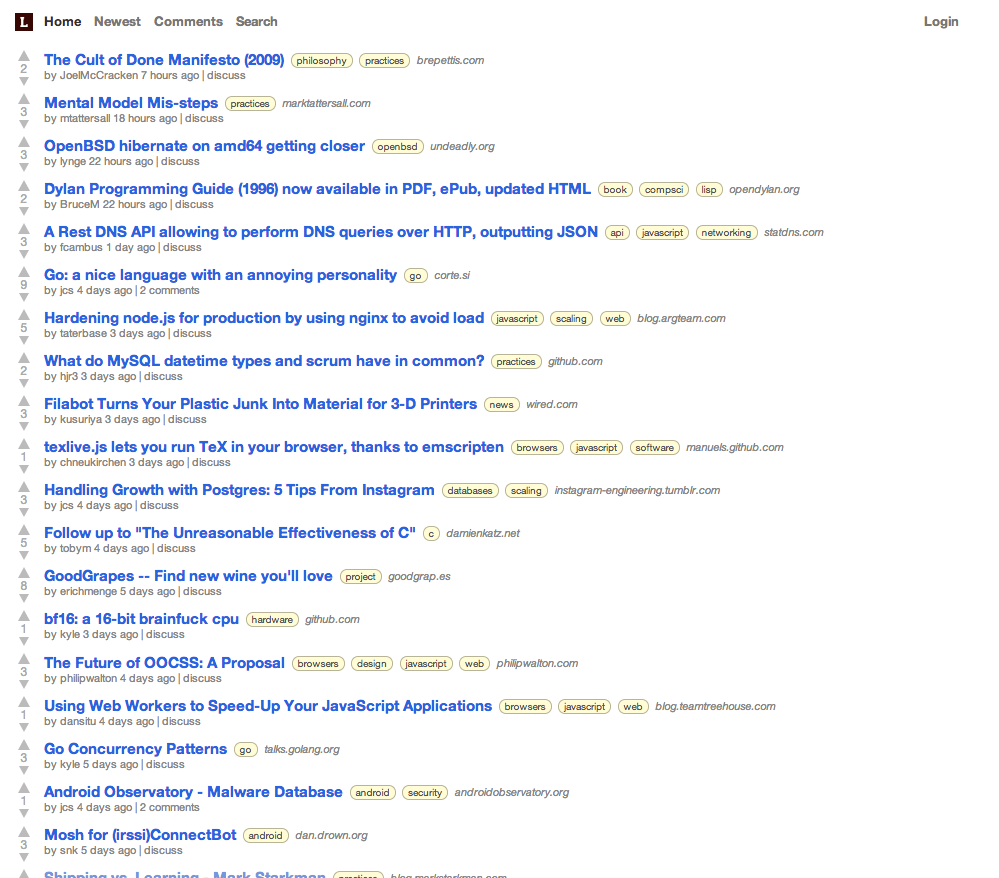 L Home Newest Comments Search Login
The Cult of Done Manifesto (2009) philosophy practices brepettis.com
2
by JoelMcCracken 7 hours ago | discuss
Mental Model Mis-steps practices marktattersall.com
3
by mtattersall 18 hours ago | discuss
OpenBSD hibernate on amd64 getting closer openbsd undeadly.org
3
by lynge 22 hours ago | discuss
Dylan Programming Guide (1996) now available in PDF, ePub, updated HTML book compsci lisp opendylan.org
2
by BruceM 22 hours ago | discuss
A Rest DNS API allowing to perform DNS queries over HTTP, outputting JSON api javascript networking statdns.com
3
by fcambus 1 day ago | discuss
Go: a nice language with an annoying personality go corte.si
9
by jcs 4 days ago | 2 comments
Hardening node.js for production by using nginx to avoid load javascript scaling web blog.argteam.com
5
by taterbase 3 days ago | discuss
What do MySQL datetime types and scrum have in common? practices github.com
2
by hjr3 3 days ago | discuss
Filabot Turns Your Plastic Junk Into Material for 3-D Printers news wired.com
3
by kusuriya 3 days ago | discuss
texlive.js lets you run TeX in your browser, thanks to emscripten browsers javascript software manuels.github.com
1
by chneukirchen 3 days ago | discuss
Handling Growth with Postgres: 5 Tips From Instagram databases scaling instagram-engineering.tumblr.com
3
by jcs 4 days ago | discuss
Follow up to "The Unreasonable Effectiveness of C" c damienkatz.net
5
by tobym 4 days ago | discuss
GoodGrapes -- Find new wine you'll love project goodgrap.es
8
by erichmenge 5 days ago | discuss
bf16: a 16-bit brainfuck cpu hardware github.com
1
by kyle 3 days ago | discuss
The Future of OOCSS: A Proposal browsers design javascript web philipwalton.com
3
by philipwalton 4 days ago | discuss
Using Web Workers to Speed-Up Your JavaScript Applications browsers javascript web blog.teamtreehouse.com
1
by dansitu 4 days ago | discuss
Go Concurrency Patterns go talks.golang.org
3
by kyle 5 days ago | discuss
Android Observatory - Malware Database android security androidobservatory.org
1
by jcs 4 days ago | 2 comments
Mosh for (irssi)ConnectBot android dan.drown.org
3
by snk 5 days ago | discuss
Shipping vs. Learning - Mark Starkman practices blog.markstarkman.com